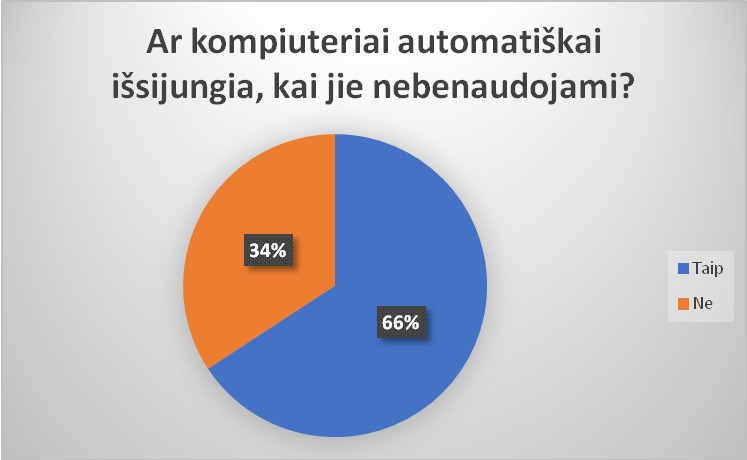 Ar kompiuteriai automatiškai
išsijungia, kai jie nebenaudojami?
34%
66%
Taip
Ne